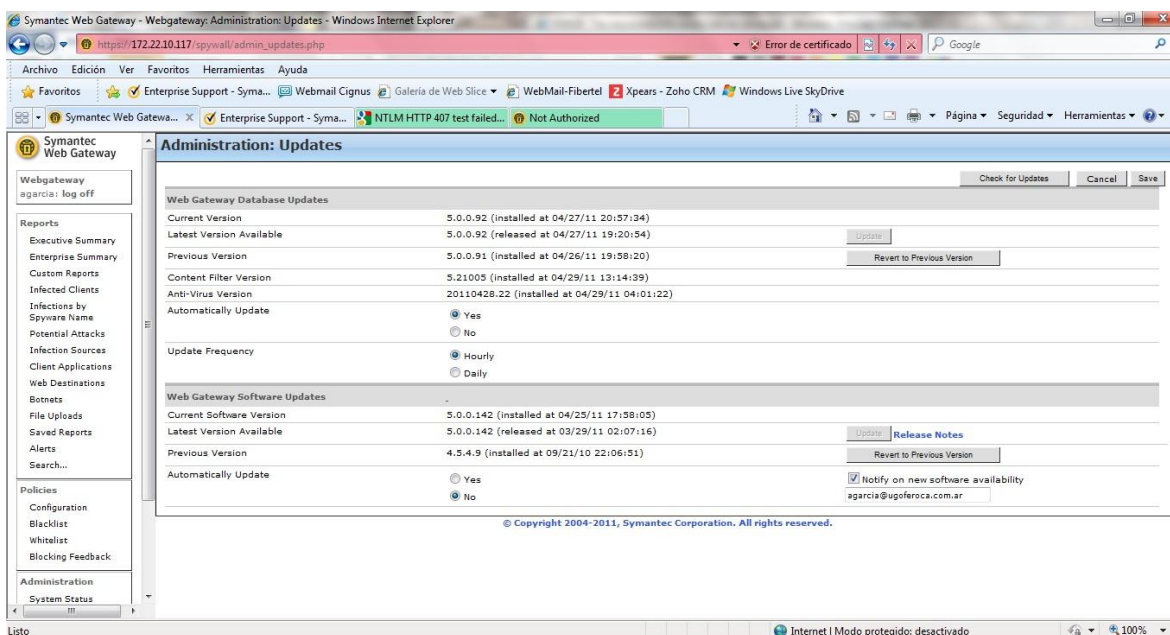 Symantec Web Gateway - Webgateway: Administration: Updates - Windows Internet Explorer
https://172.22.10.117/spywall/admin_updates.php
Error de certificado
Google
Archivo Edición Ver Favoritos Herramientas Ayuda
Favoritos
Enterprise Support - Syma...
Webmail Cignus
Galería de Web Slice
WebMail-Fibertel
Xpears - Zoho CRM
Windows Live SkyDrive
Symantec Web Gatewa...
Enterprise Support - Syma...
NTLM HTTP 407 test failed...
Not Authorized
Página Seguridad Herramientas
Symantec
Web Gateway
Webgateway
agarcia: log off
Reports
Executive Summary
Enterprise Summary
Custom Reports
Infected Clients
Infections by
Spyware Name
Potential Attacks
Infection Sources
Client Applications
Web Destinations
Botnets
File Uploads
Saved Reports
Alerts
Search...
Policies
Configuration
Blacklist
Whitelist
Blocking Feedback
Administration
System Status
Administration: Updates
Check for Updates Cancel Save
Web Gateway Database Updates
Current Version 5.0.0.92 (installed at 04/27/11 20:57:34)
Latest Version Available 5.0.0.92 (released at 04/27/11 19:20:54) Update
Previous Version 5.0.0.91 (installed at 04/26/11 19:58:20) Revert to Previous Version
Content Filter Version 5.21005 (installed at 04/29/11 13:14:39)
Anti-Virus Version 20110428.22 (installed at 04/29/11 04:01:22)
Automatically Update Yes
No
Update Frequency Hourly
Daily
Web Gateway Software Updates -
Current Software Version 5.0.0.142 (installed at 04/25/11 17:58:05)
Latest Version Available 5.0.0.142 (released at 03/29/11 02:07:16) Update Release Notes
Previous Version 4.5.4.9 (installed at 09/21/10 22:06:51) Revert to Previous Version
Automatically Update Yes Notify on new software availability
No agarcia@ugoferoca.com.ar
© Copyright 2004-2011, Symantec Corporation. All rights reserved.
Listo
Internet | Modo protegido: desactivado
100%